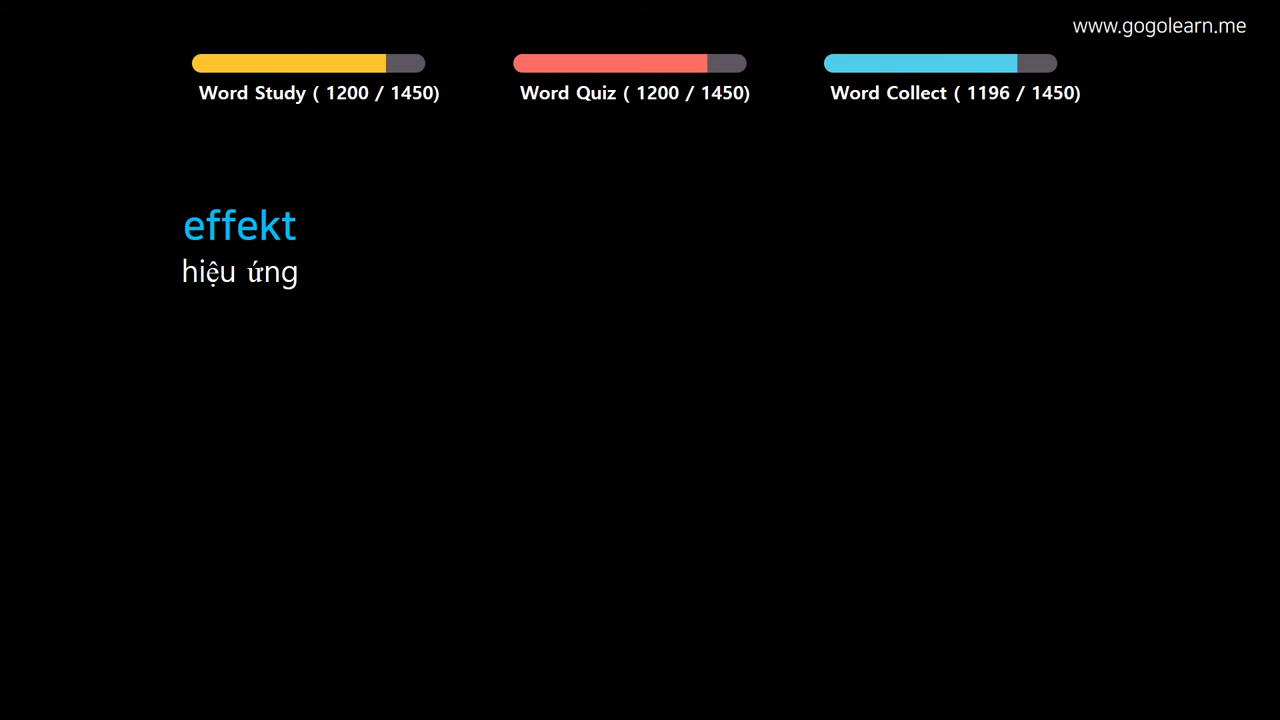 www.gogolearn.me
Word Study ( 1200 / 1450)
Word Quiz ( 1200 / 1450)
Word Collect ( 1196 / 1450)
effekt
hiệu ứng